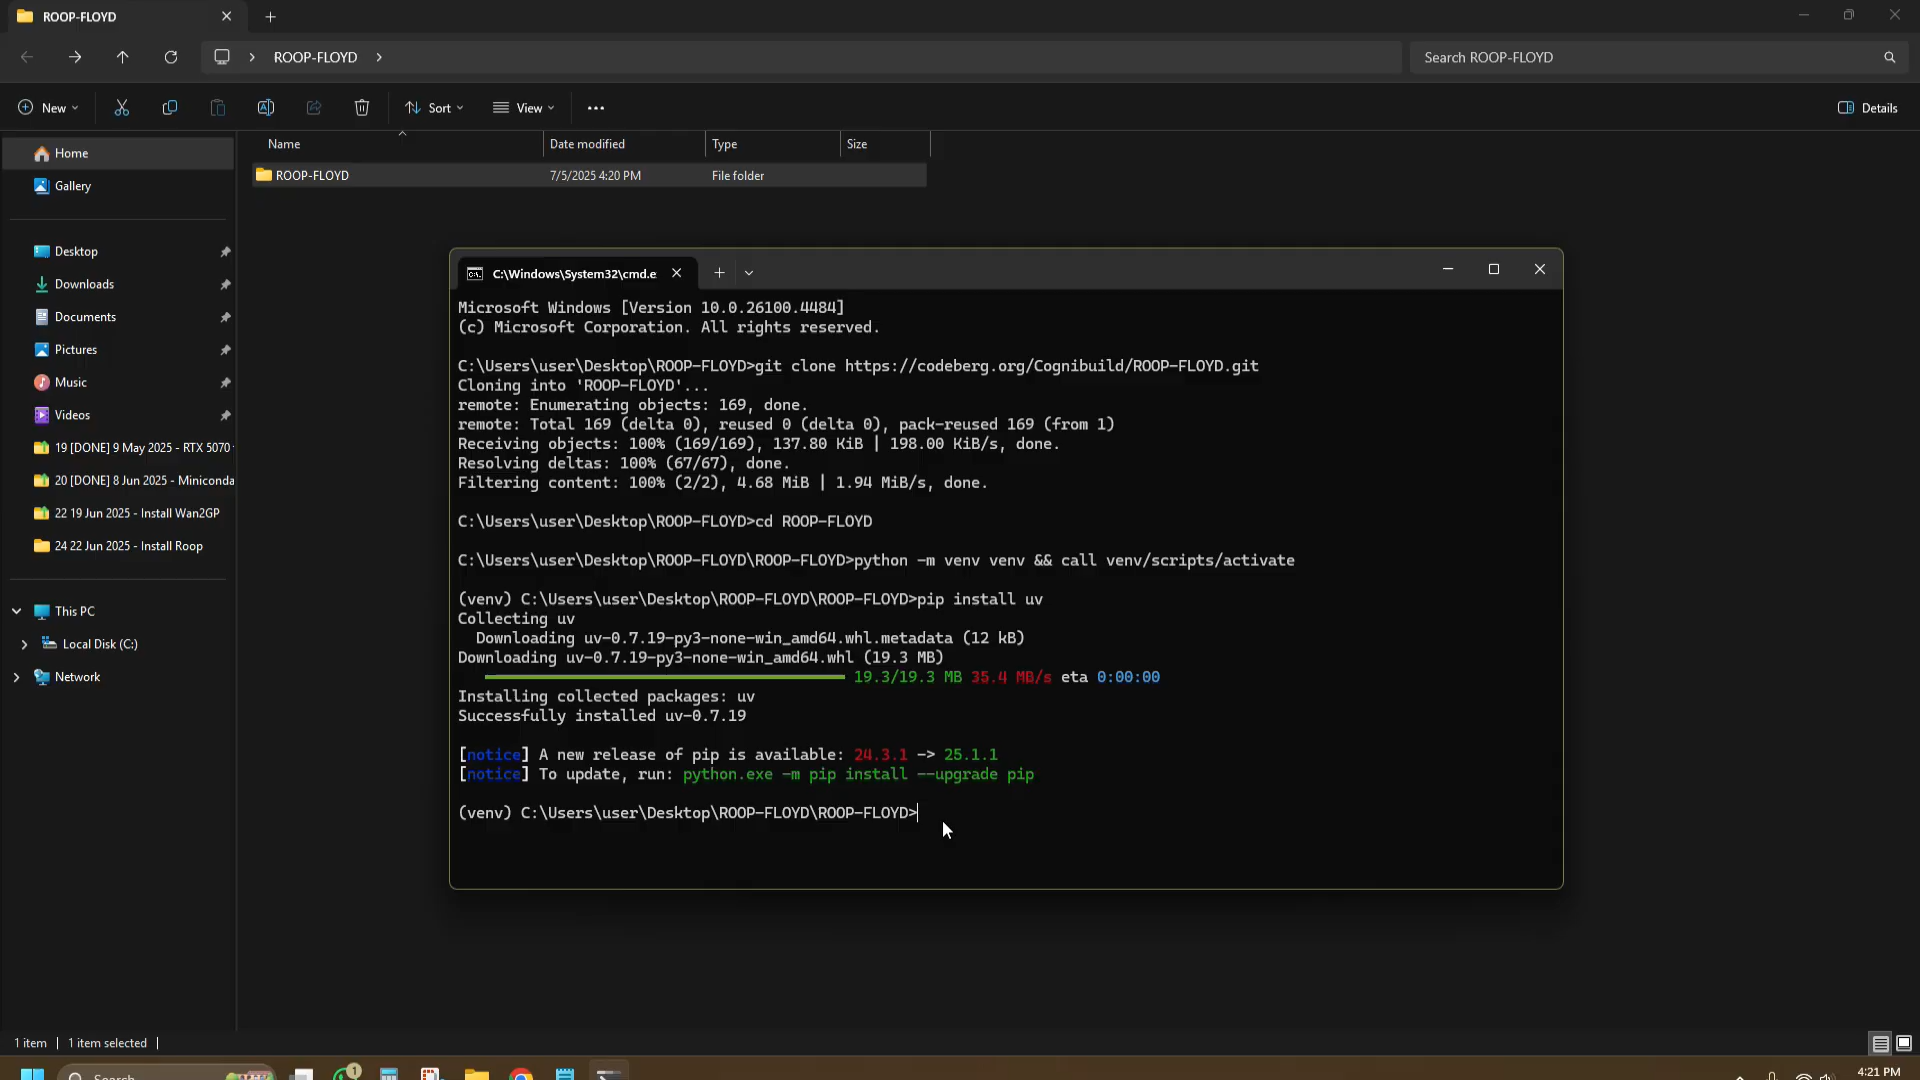 ROOP-FLOYD
ROOP-FLOYD
Search ROOP-FLOYD
New
Sort
View
Details
Name
Date modified
Type
Size
ROOP-FLOYD
7/5/2025 4:20 PM
File folder
Home
Gallery
Desktop
Downloads
Documents
Pictures
Music
Videos
19 [DONE] 9 May 2025 - RTX 5070
20 [DONE] 8 Jun 2025 - Miniconda
22 19 Jun 2025 - Install Wan2GP
24 22 Jun 2025 - Install Roop
This PC
Local Disk (C:)
Network
C:\Windows\System32\cmd.e
Microsoft Windows [Version 10.0.26100.4484]
(c) Microsoft Corporation. All rights reserved.
C:\Users\user\Desktop\ROOP-FLOYD>git clone https://codeberg.org/Cognibuild/ROOP-FLOYD.git
Cloning into 'ROOP-FLOYD'...
remote: Enumerating objects: 169, done.
remote: Total 169 (delta 0), reused 0 (delta 0), pack-reused 169 (from 1)
Receiving objects: 100% (169/169), 137.80 KiB | 198.00 KiB/s, done.
Resolving deltas: 100% (67/67), done.
Filtering content: 100% (2/2), 4.68 MiB | 1.94 MiB/s, done.
C:\Users\user\Desktop\ROOP-FLOYD>cd ROOP-FLOYD
C:\Users\user\Desktop\ROOP-FLOYD\ROOP-FLOYD>python -m venv venv && call venv/scripts/activate
(venv) C:\Users\user\Desktop\ROOP-FLOYD\ROOP-FLOYD>pip install uv
Collecting uv
Downloading uv-0.7.19-py3-none-win_amd64.whl.metadata (12 kB)
Downloading uv-0.7.19-py3-none-win_amd64.whl (19.3 MB)
19.3/19.3 MB 35.4 MB/s eta 0:00:00
Installing collected packages: uv
Successfully installed uv-0.7.19
[notice] A new release of pip is available: 24.3.1 -> 25.1.1
[notice] To update, run: python.exe -m pip install --upgrade pip
(venv) C:\Users\user\Desktop\ROOP-FLOYD\ROOP-FLOYD>
1 item
1 item selected
Search
1
4:21 PM